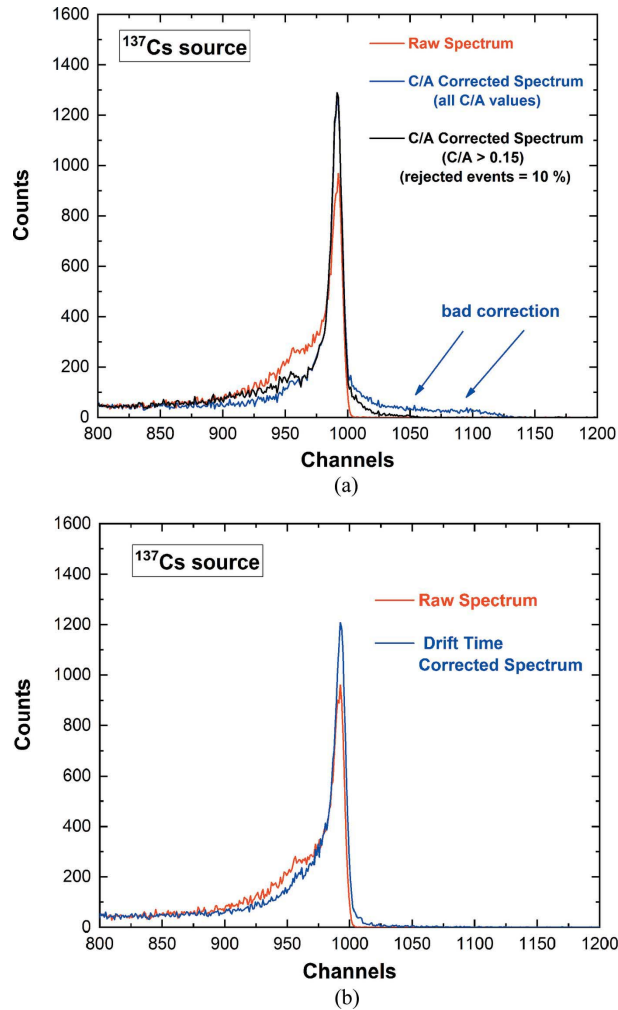 1600
1400
1200
1000
800
600
400
200
0
Counts
¹³⁷Cs source
Raw Spectrum
C/A Corrected Spectrum
(all C/A values)
C/A Corrected Spectrum
(C/A > 0.15)
(rejected events = 10 %)
bad correction
800 850 900 950 1000 1050 1100 1150 1200
Channels
(a)
1600
1400
1200
1000
800
600
400
200
0
Counts
¹³⁷Cs source
Raw Spectrum
Drift Time
Corrected Spectrum
800 850 900 950 1000 1050 1100 1150 1200
Channels
(b)